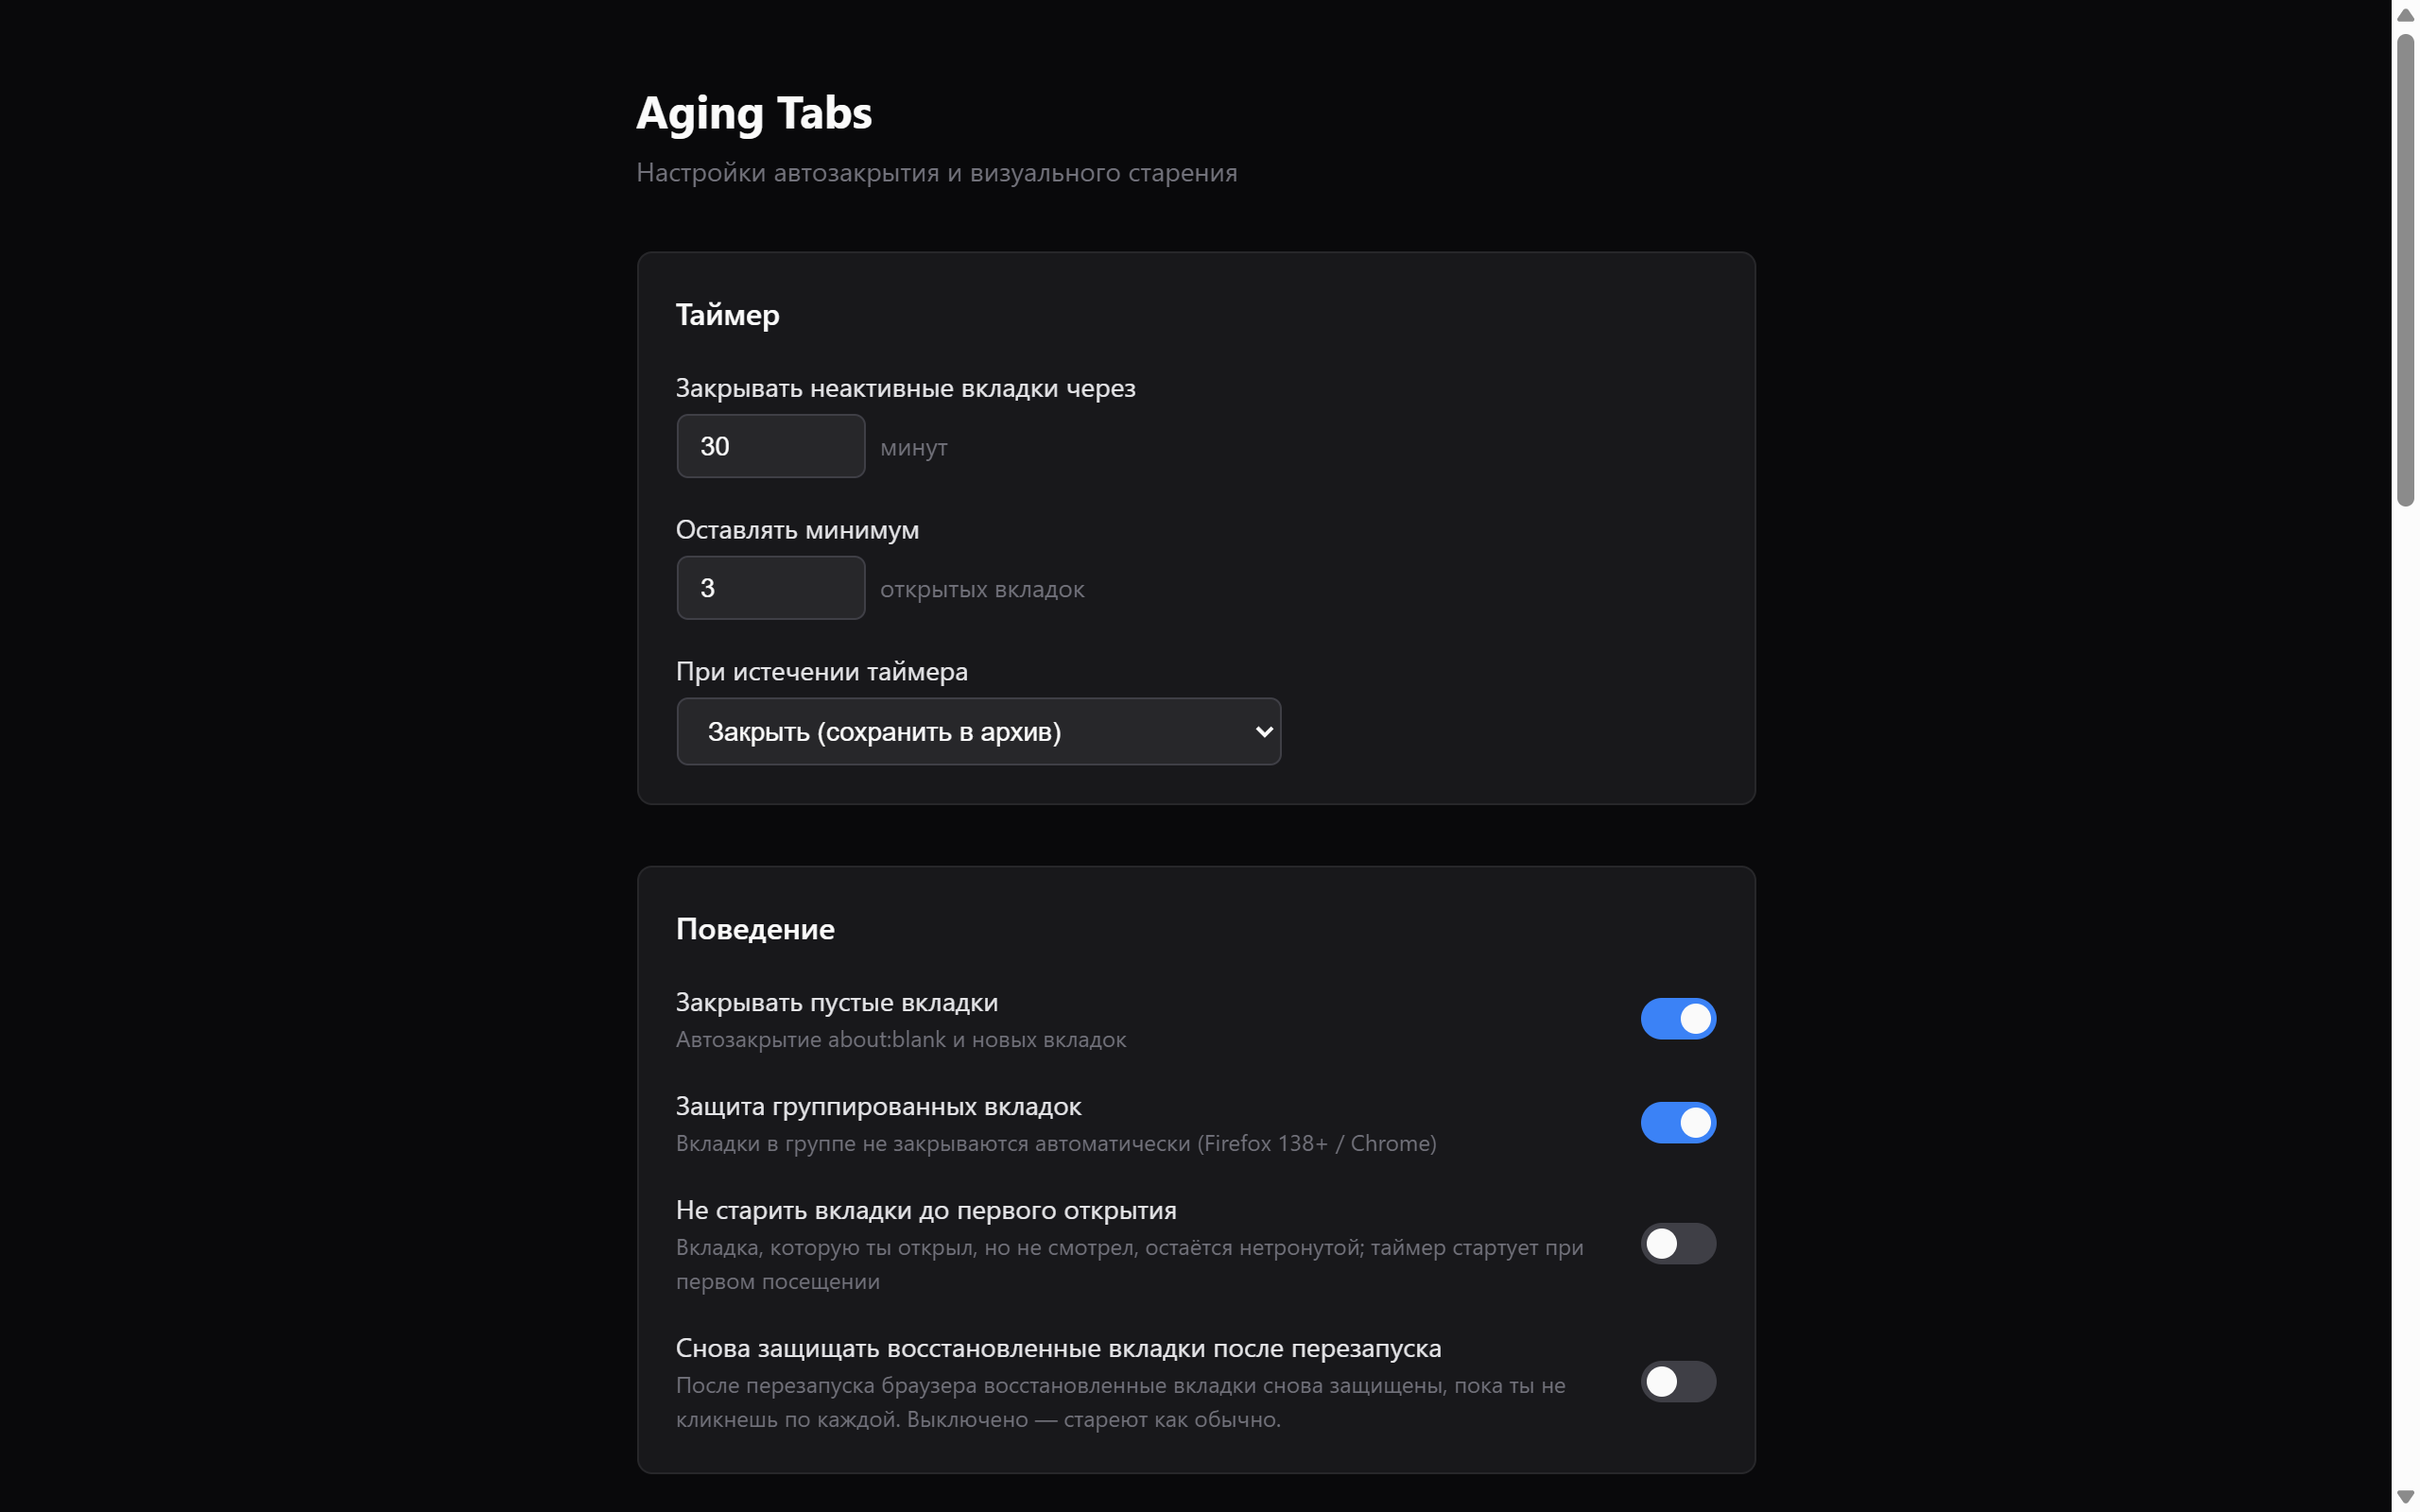 Aging Tabs
Настройки автозакрытия и визуального старения
Таймер
Закрывать неактивные вкладки через
30 минут
Оставлять минимум
3 открытых вкладок
При истечении таймера
Закрыть (сохранить в архив)
Поведение
Закрывать пустые вкладки
Автозакрытие about:blank и новых вкладок
Защита группированных вкладок
Вкладки в группе не закрываются автоматически (Firefox 138+ / Chrome)
Не старить вкладки до первого открытия
Вкладка, которую ты открыл, но не смотрел, остаётся нетронутой; таймер стартует при
первом посещении
Снова защищать восстановленные вкладки после перезапуска
После перезапуска браузера восстановленные вкладки снова защищены, пока ты не
кликнешь по каждой. Выключено — стареют как обычно.